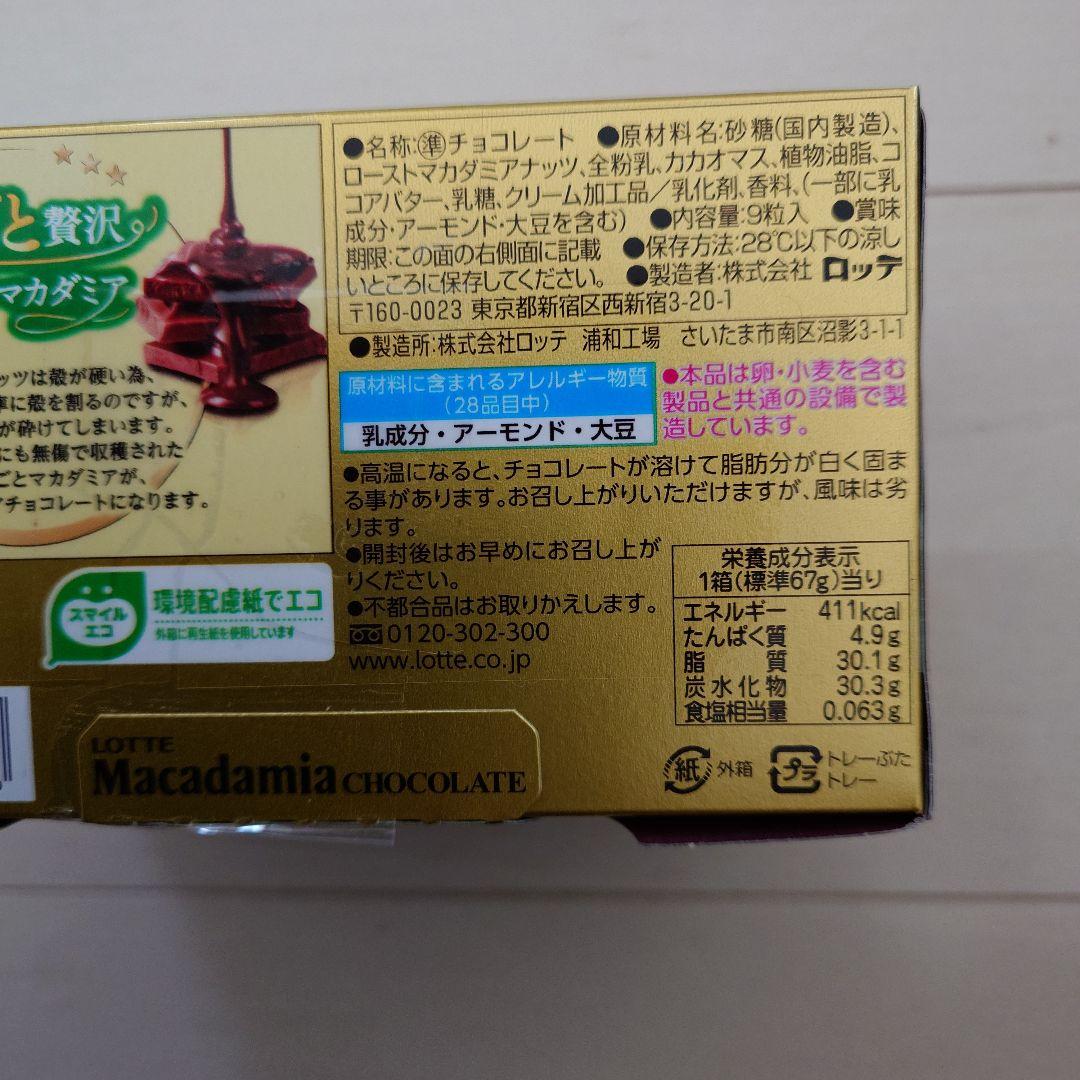 と贅沢。
マカダミア
ッツは殻が硬い為、
に殻を割るのですが、
が砕けてしまいます。
にも無傷で収穫された
ごとマカダミアが、
チョコレートになります。
スマイル
エコ
環境配慮紙でエコ
外箱に再生紙を使用しています
LOTTE
Macadamia CHOCOLATE
●名称:準チョコレート ●原材料名:砂糖(国内製造)、
ローストマカダミアナッツ、全粉乳、カカオマス、植物油脂、コ
コアバター、乳糖、クリーム加工品/乳化剤、香料、(一部に乳
成分・アーモンド・大豆を含む) ●内容量:9粒入 ●賞味
期限:この面の右側面に記載 ●保存方法:28℃以下の涼し
いところに保存してください。 ●製造者:株式会社 ロッテ
〒160-0023 東京都新宿区西新宿3-20-1
●製造所:株式会社ロッテ 浦和工場 さいたま市南区沼影3-1-1
原材料に含まれるアレルギー物質
(28品目中)
乳成分・アーモンド・大豆
●本品は卵・小麦を含む
製品と共通の設備で製
造しています。
●高温になると、チョコレートが溶けて脂肪分が白く固ま
る事があります。お召し上がりいただけますが、風味は劣
ります。
●開封後はお早めにお召し上が
りください。
●不都合品はお取りかえします。
0120-302-300
www.lotte.co.jp
栄養成分表示
1箱(標準67g)当り
エネルギー 411kcal
たんぱく質 4.9g
脂質 30.1g
炭水化物 30.3g
食塩相当量 0.063g
紙 外箱
プラ トレーぶた
トレー